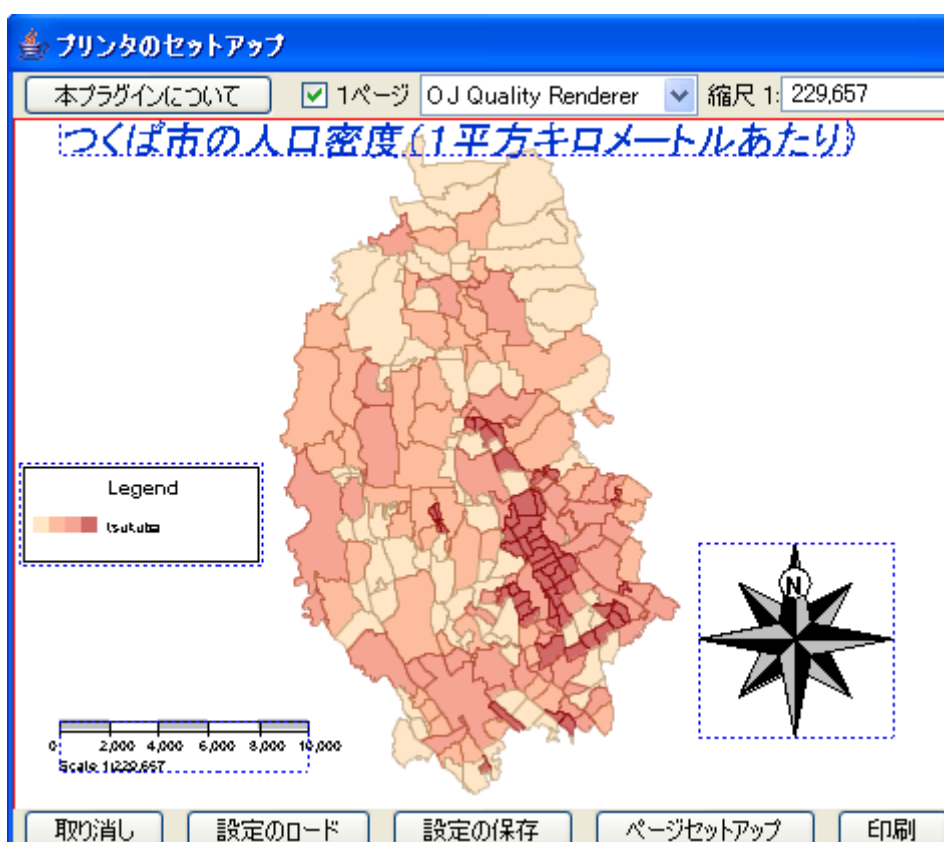 プリンタのセットアップ
本プラグインについて 1ページ OJ Quality Renderer 縮尺 1: 229,657
つくば市の人口密度(1平方キロメートルあたり)
Legend
tsukuba
N
0 2,000 4,000 6,000 8,000 10,000
Scale 1:229,657
取り消し 設定のロード 設定の保存 ページセットアップ 印刷